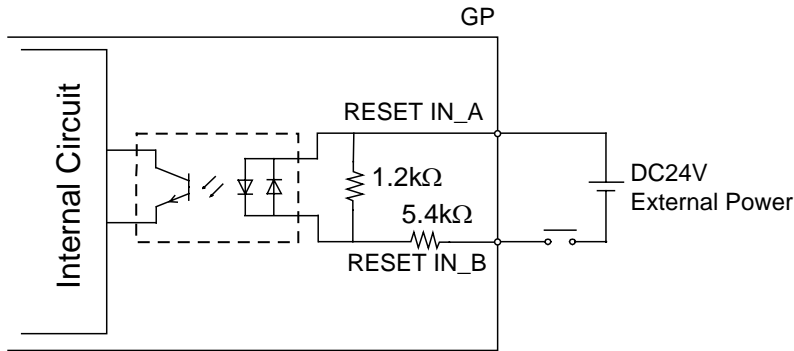 GP
Internal Circuit
RESET IN_A
1.2kΩ
5.4kΩ
RESET IN_B
DC24V
External Power